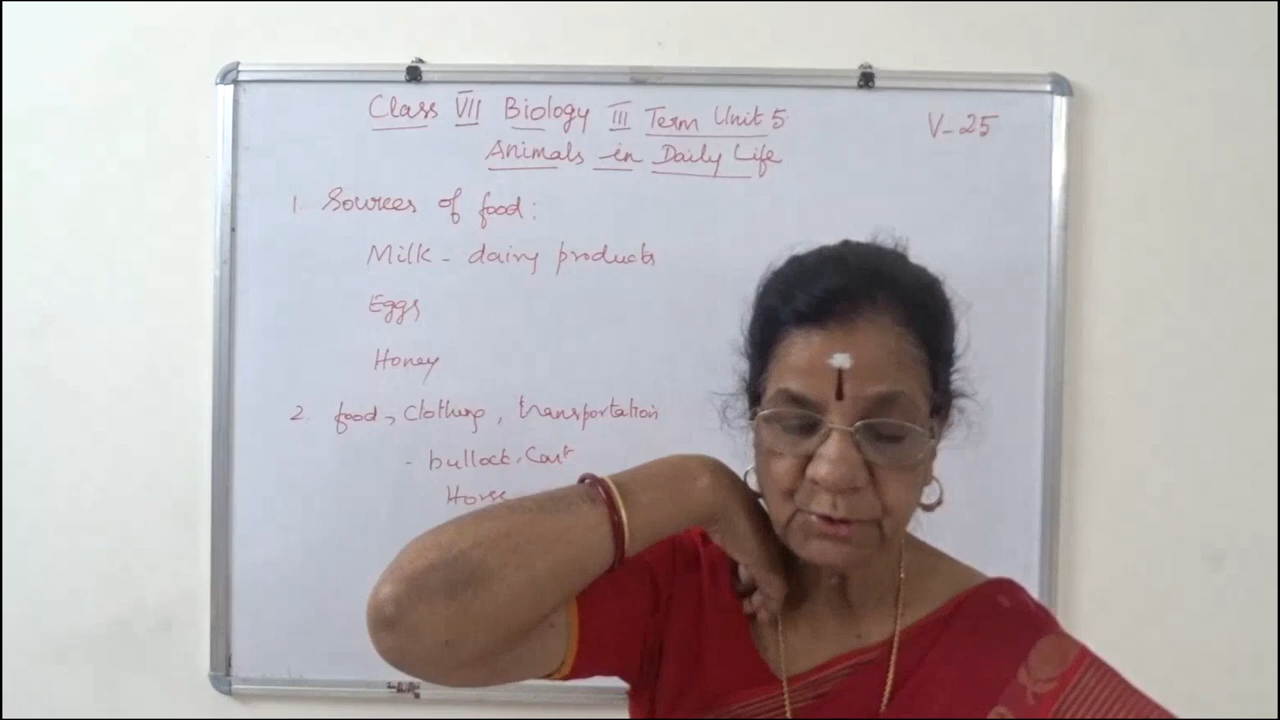 Class VII Biology III Term Unit 5
V-25
Animals in Daily Life
1. Sources of food:
Milk - dairy products
Eggs
Honey
2. food, Clothing, transportation
- bullock. Cart
Horse